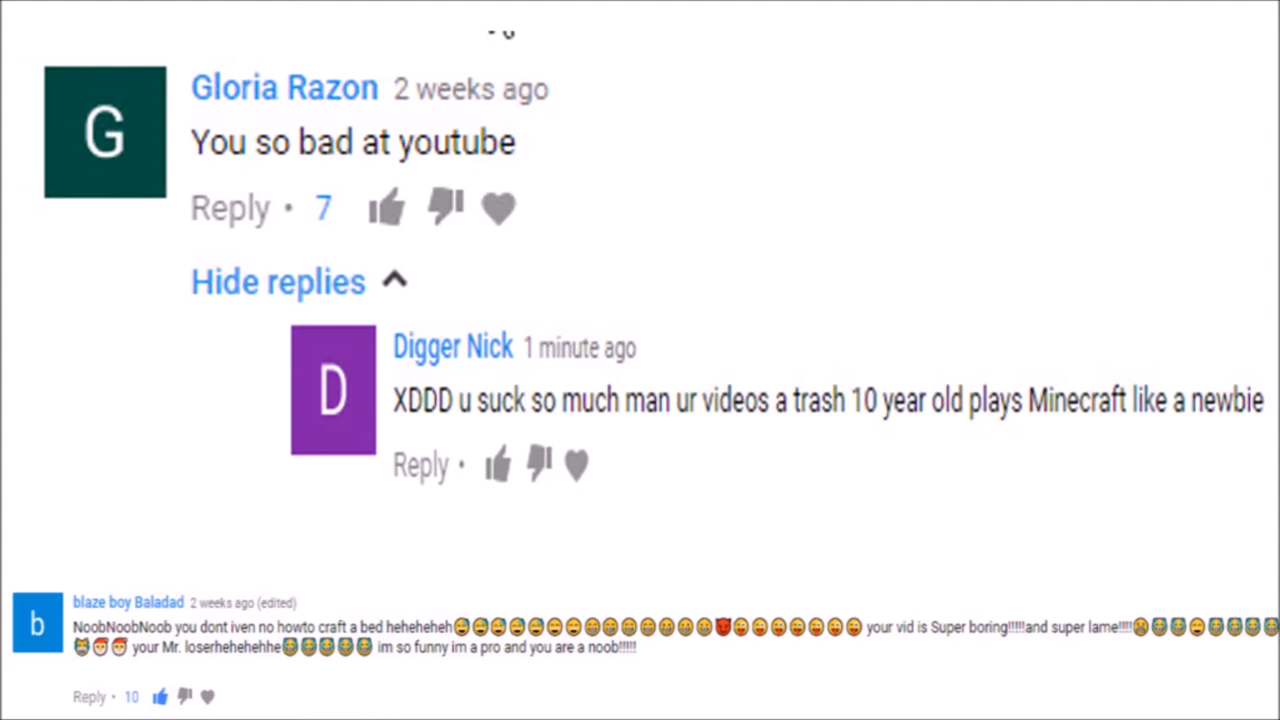 G
Gloria Razon 2 weeks ago
You so bad at youtube
Reply • 7
Hide replies
D
Digger Nick 1 minute ago
XDDD u suck so much man ur videos a trash 10 year old plays Minecraft like a newbie
Reply •
b
blaze boy Baladad 2 weeks ago (edited)
NoobNoobNoob you dont iven no howto craft a bed heheheheh😅😅😅😅😅😄😄😁😁😁😁😁😁😁😈😜😜😜😜😜😜😜 your vid is Super boring!!!!!and super lame!!!!
your Mr. loserhehehehhe😂😂😂😂😂 im so funny im a pro and you are a noob!!!!!
Reply • 10